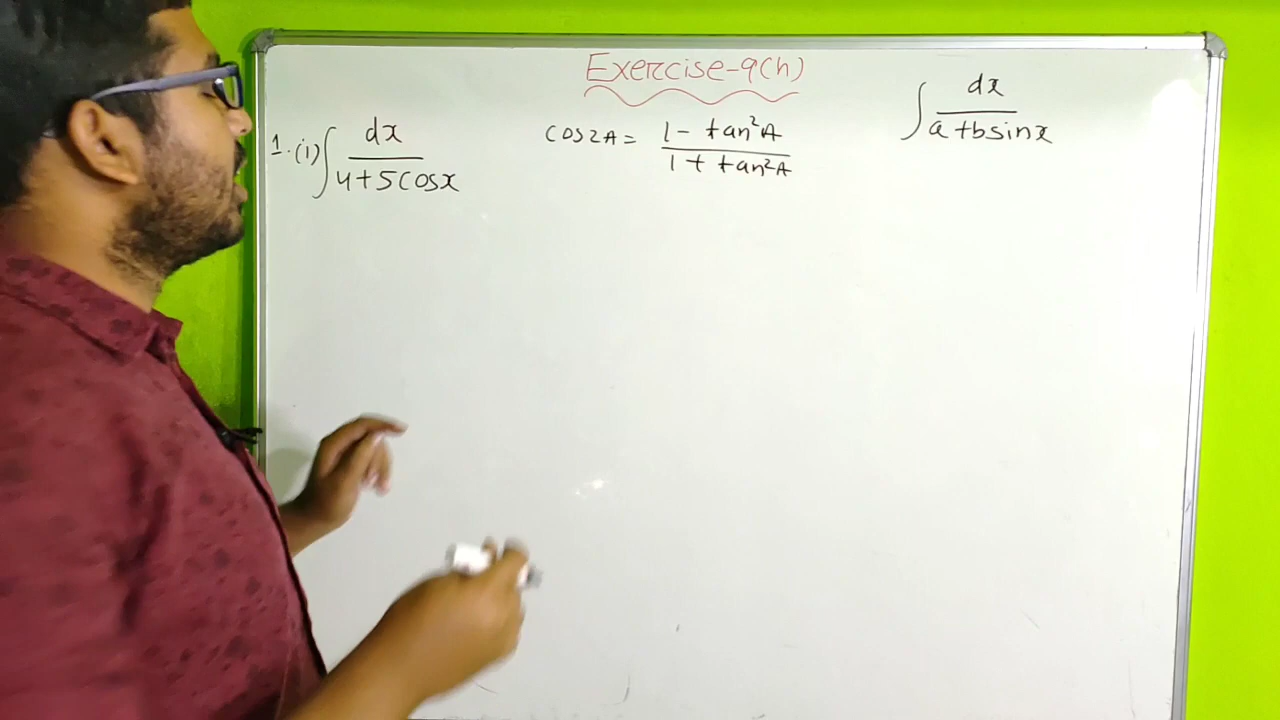 Exercise-9(h)
1.(i) ∫ dx / 4+5cosx
cos2A = 1 - tan²A / 1 + tan²A
∫ dx / a+bsinx